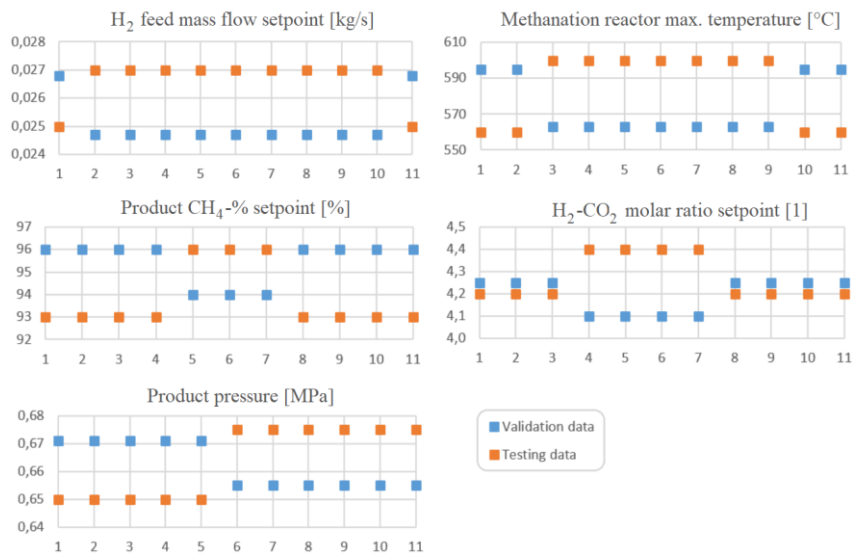 H₂ feed mass flow setpoint [kg/s]
0,028
0,027
0,026
0,025
0,024
1 2 3 4 5 6 7 8 9 10 11
Methanation reactor max. temperature [°C]
610
590
570
550
1 2 3 4 5 6 7 8 9 10 11
Product CH₄-% setpoint [%]
97
96
95
94
93
92
1 2 3 4 5 6 7 8 9 10 11
H₂-CO₂ molar ratio setpoint [1]
4,5
4,4
4,3
4,2
4,1
4,0
1 2 3 4 5 6 7 8 9 10 11
Product pressure [MPa]
0,68
0,67
0,66
0,65
0,64
1 2 3 4 5 6 7 8 9 10 11
Validation data
Testing data